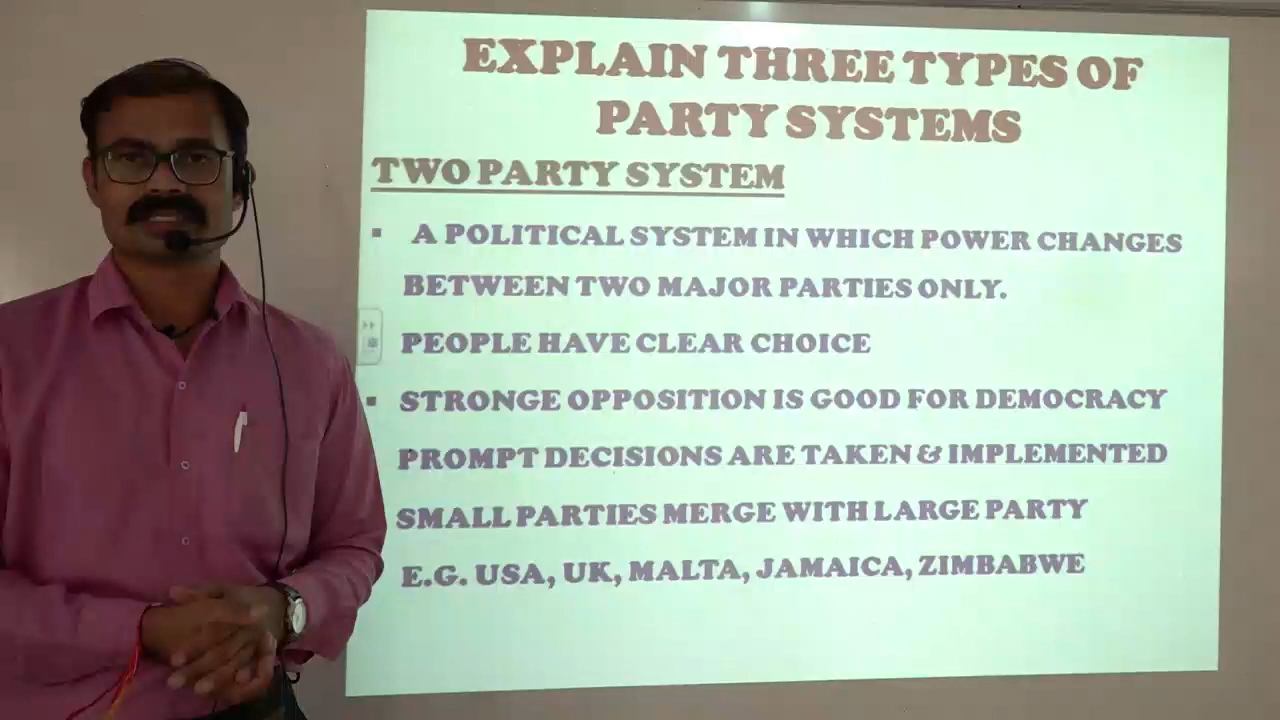 EXPLAIN THREE TYPES OF
PARTY SYSTEMS
TWO PARTY SYSTEM
▪ A POLITICAL SYSTEM IN WHICH POWER CHANGES
BETWEEN TWO MAJOR PARTIES ONLY.
PEOPLE HAVE CLEAR CHOICE
▪ STRONGE OPPOSITION IS GOOD FOR DEMOCRACY
PROMPT DECISIONS ARE TAKEN & IMPLEMENTED
SMALL PARTIES MERGE WITH LARGE PARTY
E.G. USA, UK, MALTA, JAMAICA, ZIMBABWE